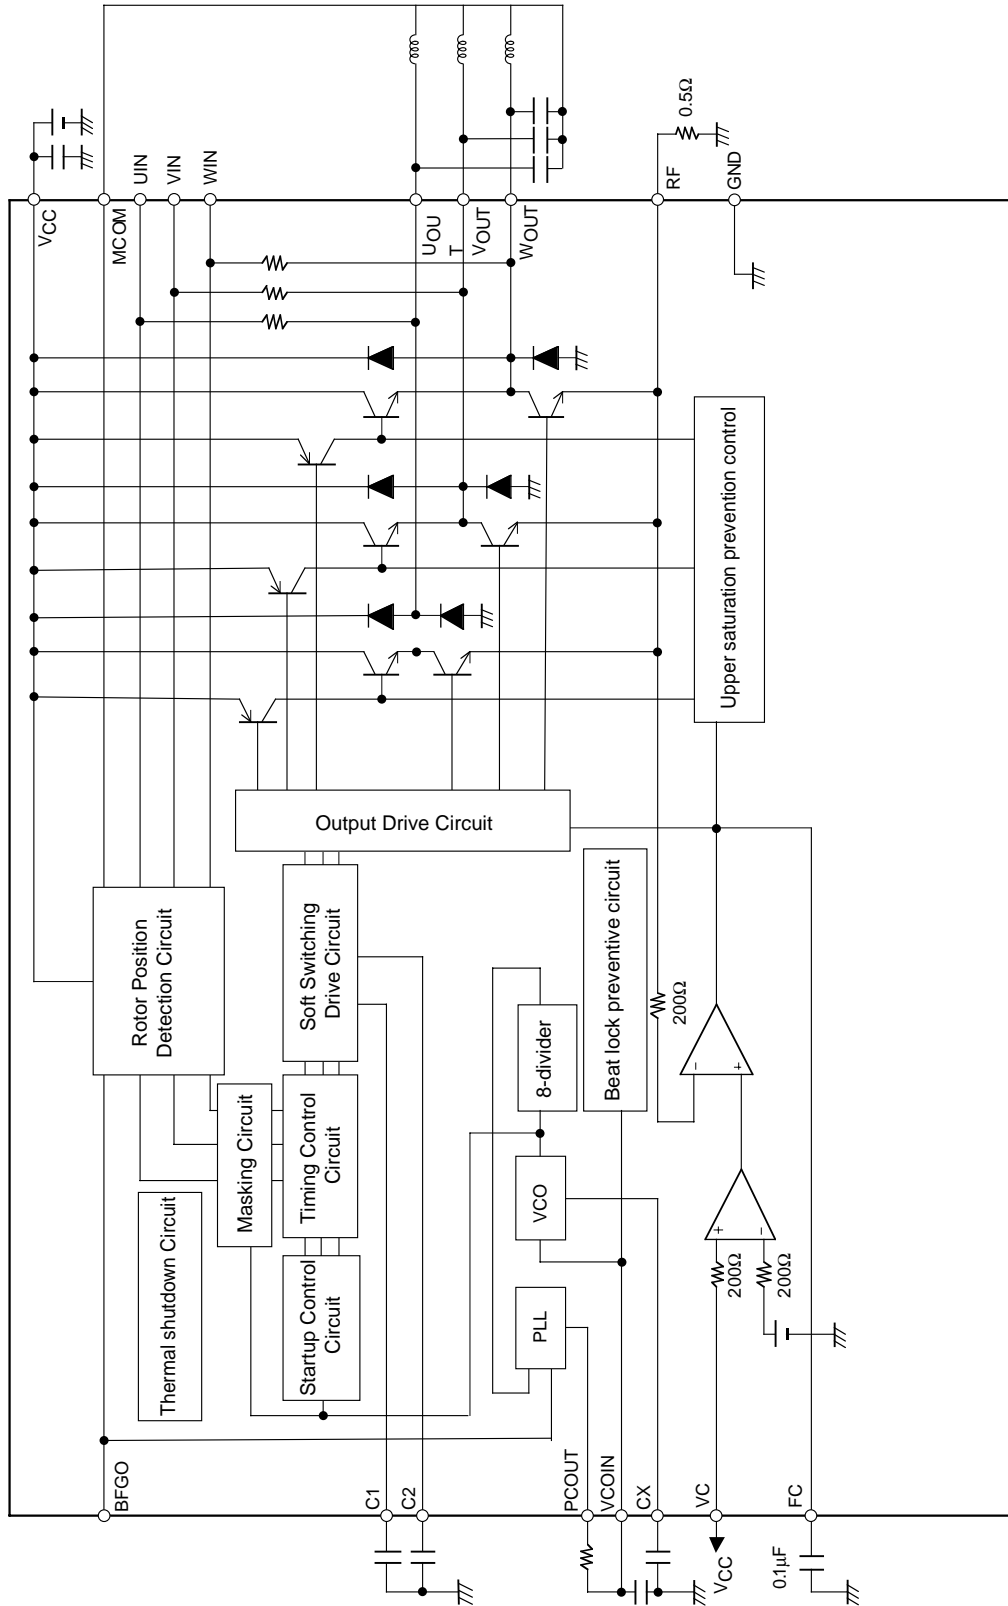 VCC
MCOM
UIN
VIN
WIN
UOU
T
VOUT
WOUT
RF
0.5Ω
GND
Upper saturation prevention control
Output Drive Circuit
Rotor Position
Detection Circuit
Soft Switching
Drive Circuit
Beat lock preventive circuit
8-divider
200Ω
−
+
Thermal shutdown Circuit
Masking Circuit
Timing Control
Circuit
Startup Control
Circuit
VCO
PLL
+
−
200Ω
200Ω
BFGO
C1
C2
PCOUT
VCOIN
CX
VC
FC
VCC
0.1µF